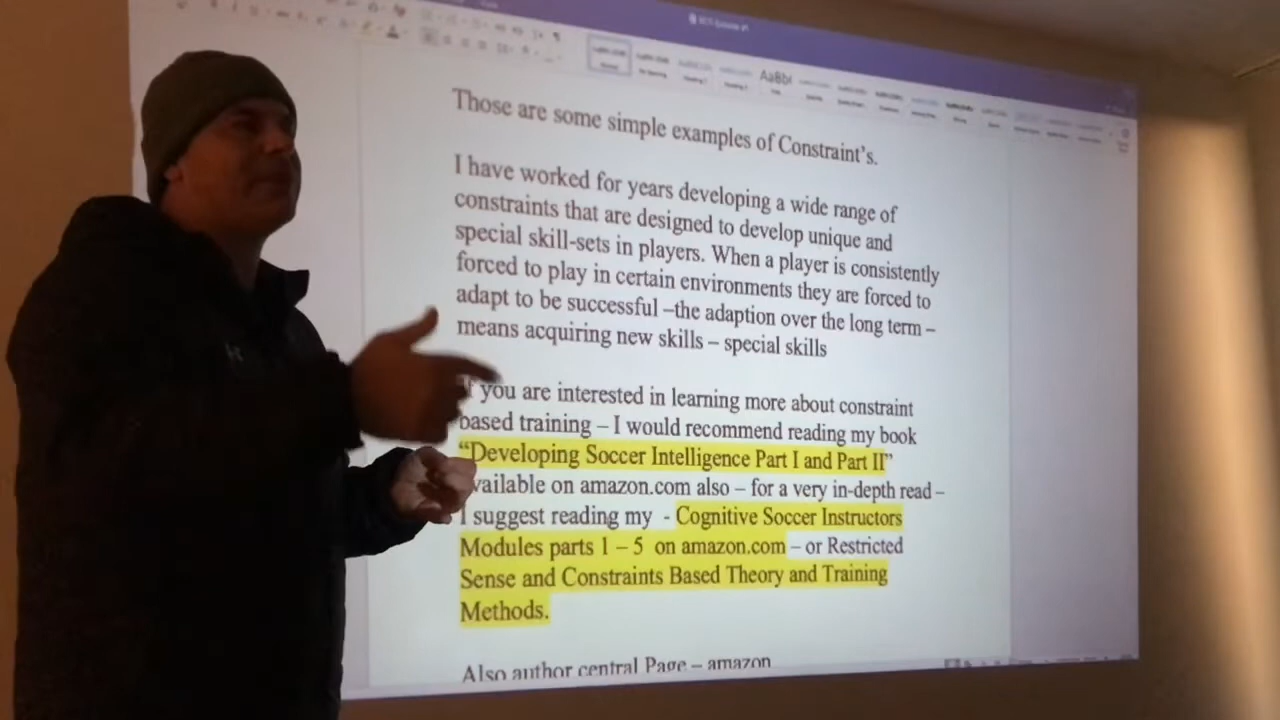 AaBbI
Those are some simple examples of Constraint's.
I have worked for years developing a wide range of
constraints that are designed to develop unique and
special skill-sets in players. When a player is consistently
forced to play in certain environments they are forced to
adapt to be successful –the adaption over the long term –
means acquiring new skills – special skills
you are interested in learning more about constraint
based training – I would recommend reading my book
"Developing Soccer Intelligence Part I and Part II"
vailable on amazon.com also – for a very in-depth read –
I suggest reading my - Cognitive Soccer Instructors
Modules parts 1 – 5 on amazon.com – or Restricted
Sense and Constraints Based Theory and Training
Methods.
Also author central Page – amazon